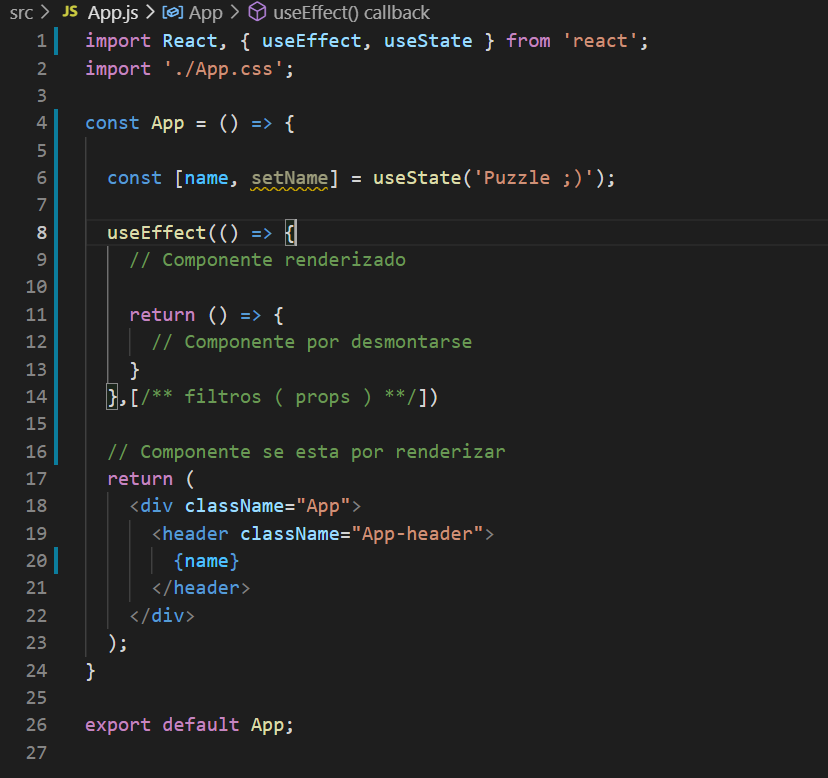 src > JS App.js > App > useEffect() callback
1 import React, { useEffect, useState } from 'react';
2 import './App.css';
3
4 const App = () => {
5
6 const [name, setName] = useState('Puzzle ;)');
7
8 useEffect(() => {
9 // Componente renderizado
10
11 return () => {
12 // Componente por desmontarse
13 }
14 },[/** filtros ( props ) **/])
15
16 // Componente se esta por renderizar
17 return (
18 <div className="App">
19 <header className="App-header">
20 {name}
21 </header>
22 </div>
23 );
24 }
25
26 export default App;
27